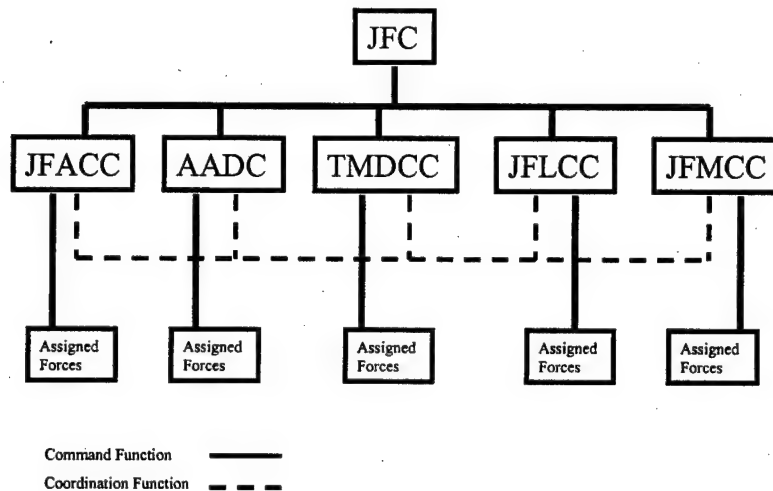 JFC
JFACC
AADC
TMDCC
JFLCC
JFMCC
Assigned
Forces
Assigned
Forces
Assigned
Forces
Assigned
Forces
Assigned
Forces
Command Function
Coordination Function